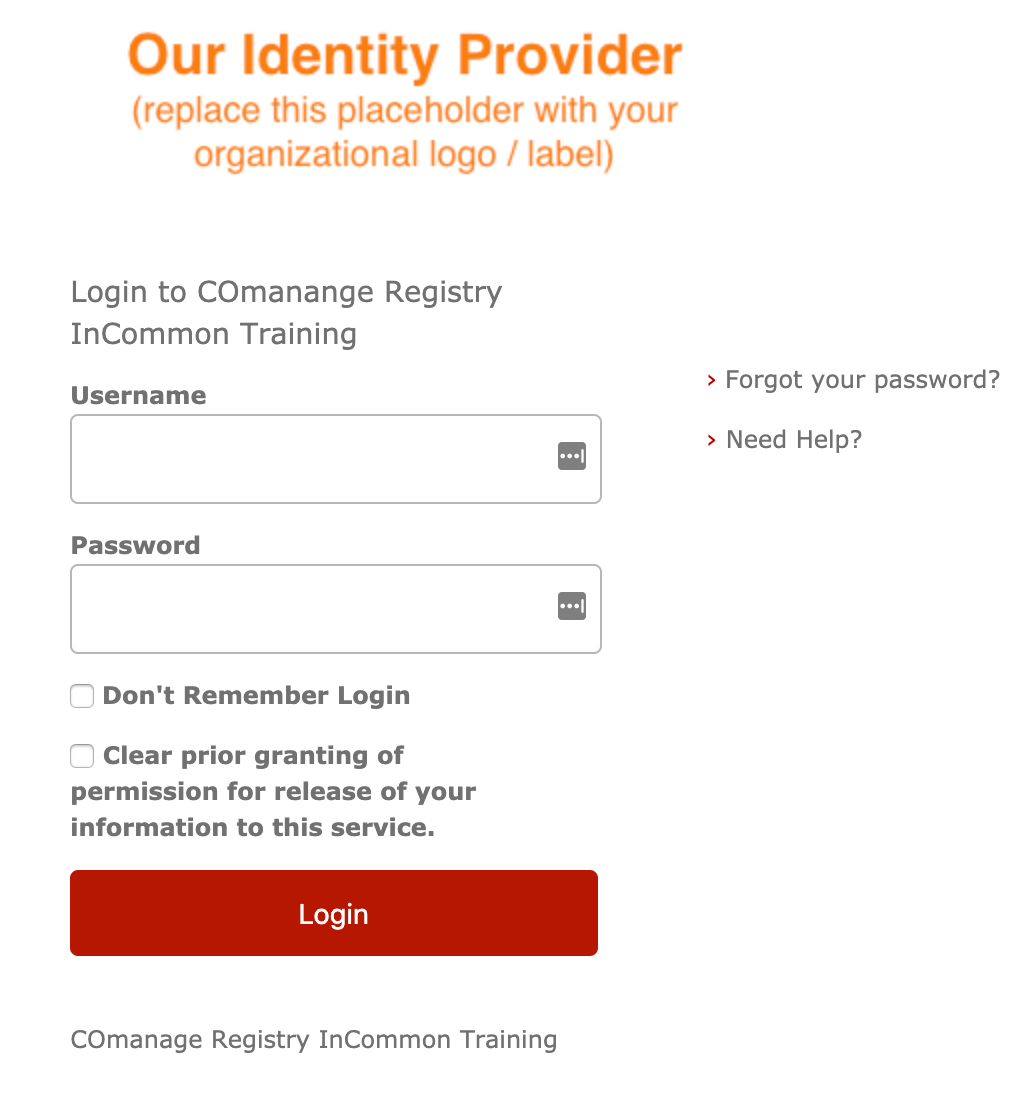 Our Identity Provider
(replace this placeholder with your
organizational logo / label)
Login to COmanange Registry
InCommon Training
Username
Password
Don't Remember Login
Clear prior granting of
permission for release of your
information to this service.
Login
› Forgot your password?
› Need Help?
COmanage Registry InCommon Training